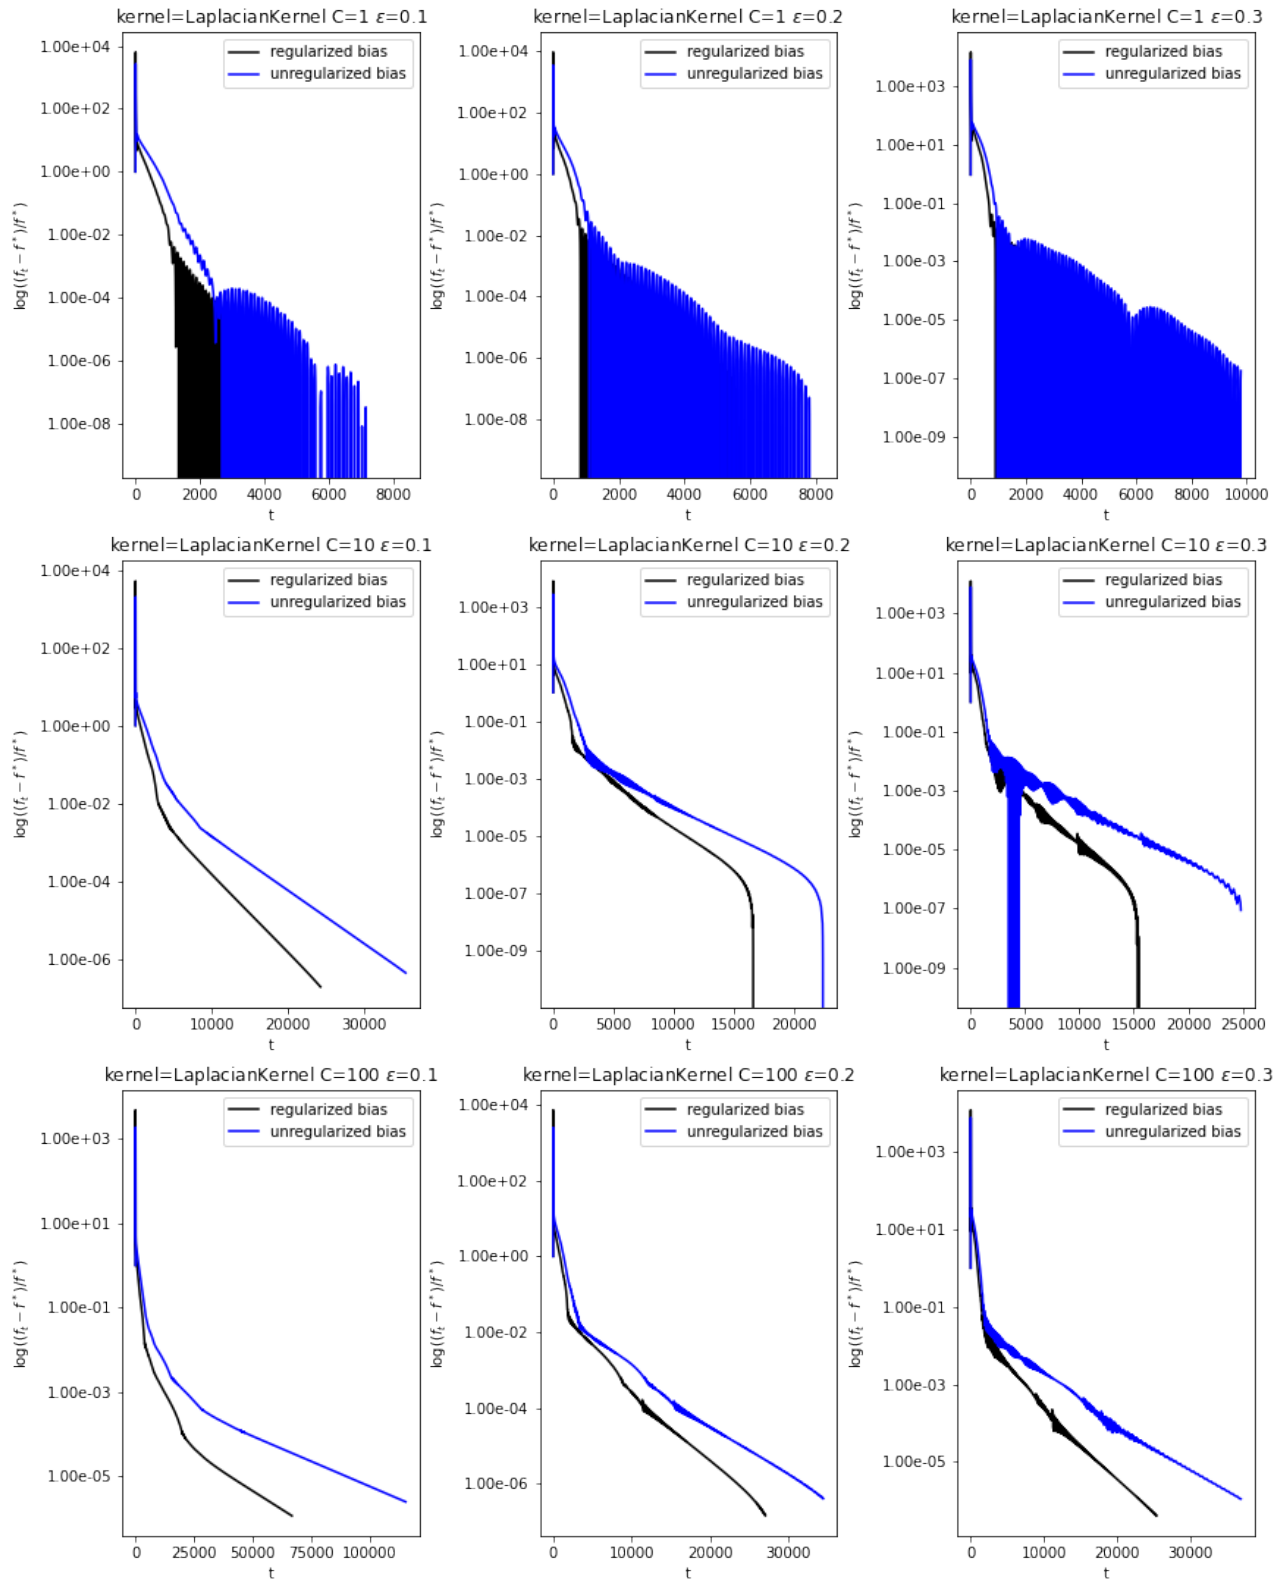 kernel=LaplacianKernel C=1 ε=0.1
regularized bias
unregularized bias
1.00e+04
1.00e+02
1.00e+00
1.00e-02
1.00e-04
1.00e-06
1.00e-08
log((f_t − f*)/f*)
0 2000 4000 6000 8000
t
kernel=LaplacianKernel C=1 ε=0.2
regularized bias
unregularized bias
1.00e+04
1.00e+02
1.00e+00
1.00e-02
1.00e-04
1.00e-06
1.00e-08
log((f_t − f*)/f*)
0 2000 4000 6000 8000
t
kernel=LaplacianKernel C=1 ε=0.3
regularized bias
unregularized bias
1.00e+03
1.00e+01
1.00e-01
1.00e-03
1.00e-05
1.00e-07
1.00e-09
log((f_t − f*)/f*)
0 2000 4000 6000 8000 10000
t
kernel=LaplacianKernel C=10 ε=0.1
regularized bias
unregularized bias
1.00e+04
1.00e+02
1.00e+00
1.00e-02
1.00e-04
1.00e-06
log((f_t − f*)/f*)
0 10000 20000 30000
t
kernel=LaplacianKernel C=10 ε=0.2
regularized bias
unregularized bias
1.00e+03
1.00e+01
1.00e-01
1.00e-03
1.00e-05
1.00e-07
1.00e-09
log((f_t − f*)/f*)
0 5000 10000 15000 20000
t
kernel=LaplacianKernel C=10 ε=0.3
regularized bias
unregularized bias
1.00e+03
1.00e+01
1.00e-01
1.00e-03
1.00e-05
1.00e-07
1.00e-09
log((f_t − f*)/f*)
0 5000 10000 15000 20000 25000
t
kernel=LaplacianKernel C=100 ε=0.1
regularized bias
unregularized bias
1.00e+03
1.00e+01
1.00e-01
1.00e-03
1.00e-05
log((f_t − f*)/f*)
0 25000 50000 75000 100000
t
kernel=LaplacianKernel C=100 ε=0.2
regularized bias
unregularized bias
1.00e+04
1.00e+02
1.00e+00
1.00e-02
1.00e-04
1.00e-06
log((f_t − f*)/f*)
0 10000 20000 30000
t
kernel=LaplacianKernel C=100 ε=0.3
regularized bias
unregularized bias
1.00e+03
1.00e+01
1.00e-01
1.00e-03
1.00e-05
log((f_t − f*)/f*)
0 10000 20000 30000
t